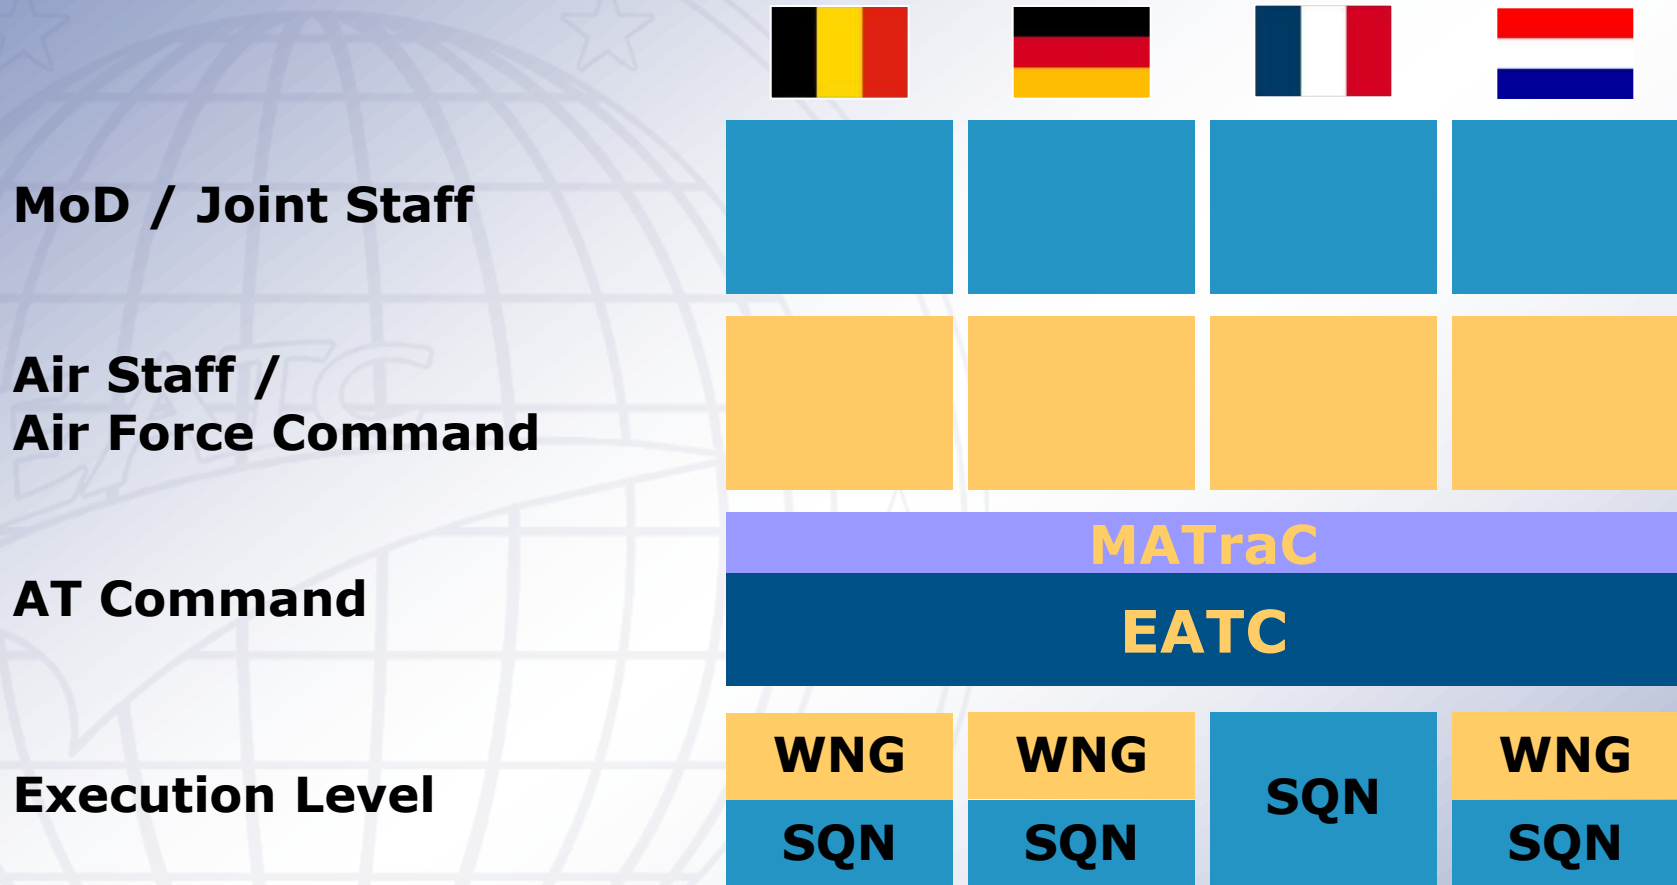 MoD / Joint Staff
Air Staff /
Air Force Command
EATC
MATraC
AT Command
EATC
WNG
WNG
WNG
Execution Level
SQN
SQN
SQN
SQN